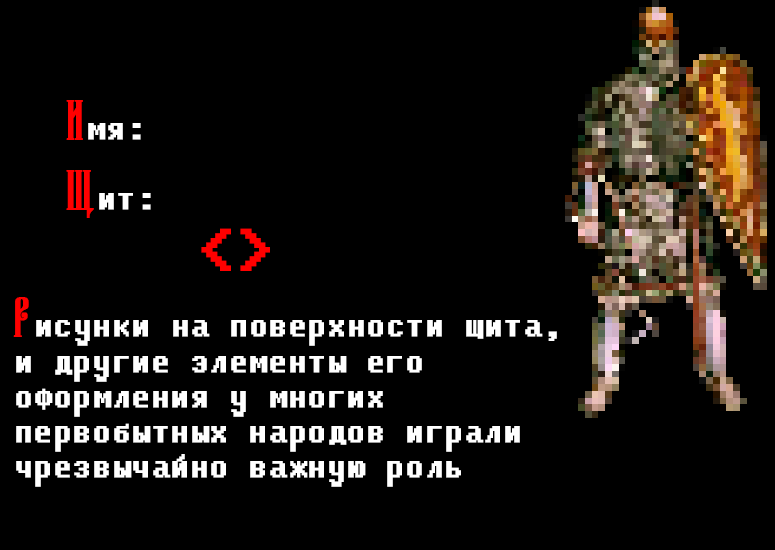 Имя:
Щит:
<>
Рисунки на поверхности щита,
и другие элементы его
оформления у многих
первобытных народов играли
чрезвычайно важную роль